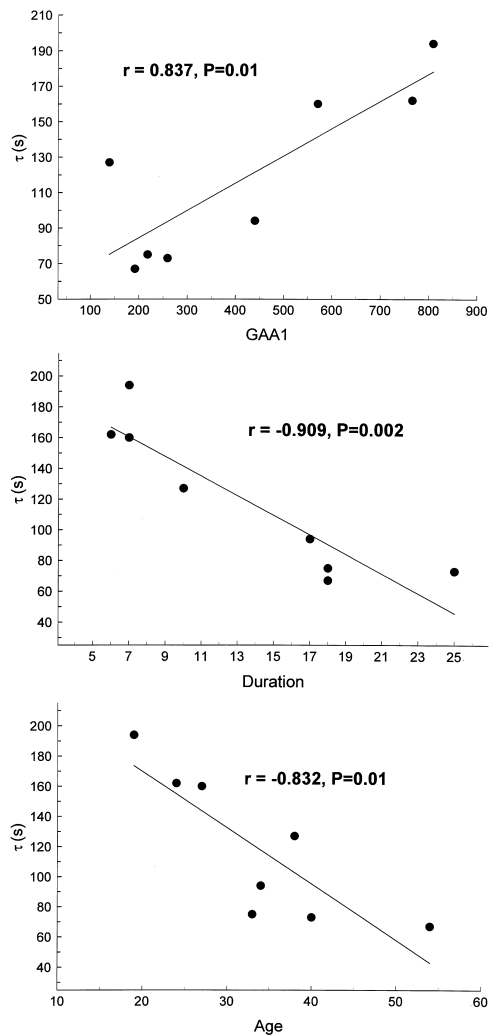 210
190
170
150
130
110
90
70
50
τ (s)
r = 0.837, P=0.01
100 200 300 400 500 600 700 800 900
GAA1
200
180
160
140
120
100
80
60
40
τ (s)
r = -0.909, P=0.002
5 7 9 11 13 15 17 19 21 23 25
Duration
200
180
160
140
120
100
80
60
40
τ (s)
r = -0.832, P=0.01
10 20 30 40 50 60
Age